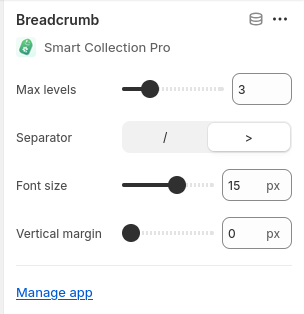 Breadcrumb
Smart Collection Pro
Max levels 3
Separator / >
Font size 15 px
Vertical margin 0 px
Manage app